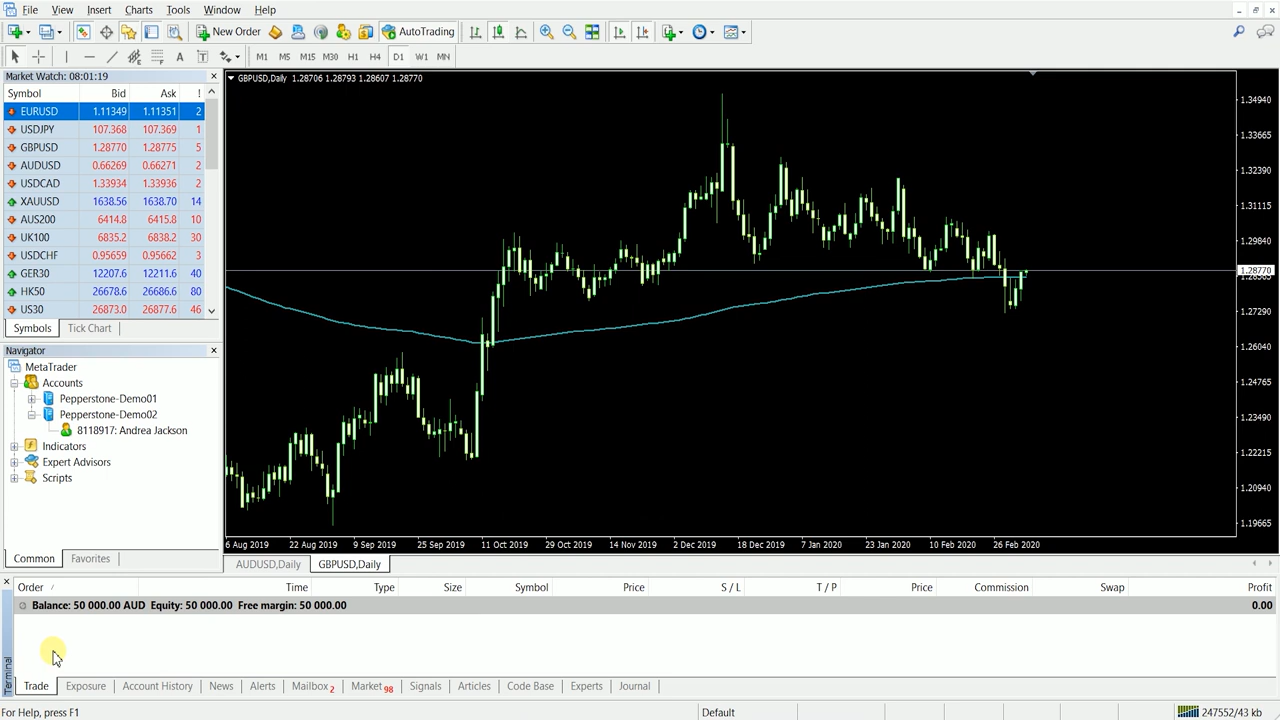 File View Insert Charts Tools Window Help
New Order AutoTrading
A T M1 M5 M15 M30 H1 H4 D1 W1 MN
Market Watch: 08:01:19
Symbol Bid Ask !
EURUSD 1.11349 1.11351 2
USDJPY 107.368 107.369 1
GBPUSD 1.28770 1.28775 5
AUDUSD 0.66269 0.66271 2
USDCAD 1.33934 1.33936 2
XAUUSD 1638.56 1638.70 14
AUS200 6414.8 6415.8 10
UK100 6835.2 6838.2 30
USDCHF 0.95659 0.95662 3
GER30 12207.6 12211.6 40
HK50 26678.6 26686.6 80
US30 26873.0 26877.6 46
Symbols Tick Chart
Navigator
MetaTrader
Accounts
Pepperstone-Demo01
Pepperstone-Demo02
8118917: Andrea Jackson
Indicators
Expert Advisors
Scripts
Common Favorites
GBPUSD,Daily 1.28706 1.28793 1.28607 1.28770
1.34940
1.33665
1.32390
1.31115
1.29840
1.28770
1.27290
1.26040
1.24765
1.23490
1.22215
1.20940
1.19665
6 Aug 2019 22 Aug 2019 9 Sep 2019 25 Sep 2019 11 Oct 2019 29 Oct 2019 14 Nov 2019 2 Dec 2019 18 Dec 2019 7 Jan 2020 23 Jan 2020 10 Feb 2020 26 Feb 2020
AUDUSD,Daily GBPUSD,Daily
Order / Time Type Size Symbol Price S / L T / P Price Commission Swap Profit
Balance: 50 000.00 AUD Equity: 50 000.00 Free margin: 50 000.00 0.00
Terminal
Trade Exposure Account History News Alerts Mailbox 2 Market 98 Signals Articles Code Base Experts Journal
For Help, press F1 Default 247552/43 kb